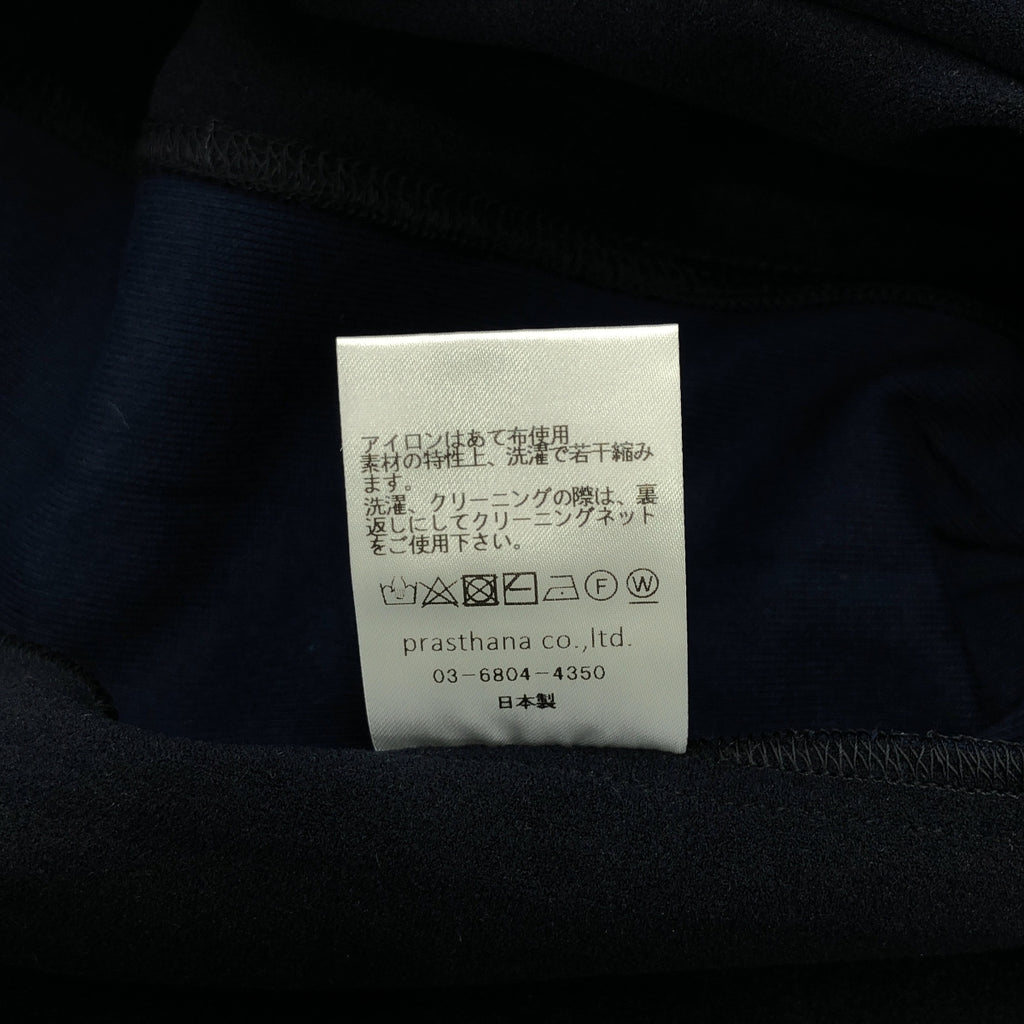 アイロンはあて布使用
素材の特性上、洗濯で若干縮み
ます。
洗濯、クリーニングの際は、裏
返しにしてクリーニングネット
をご使用下さい。
F W
prasthana co.,ltd.
03-6804-4350
日本製